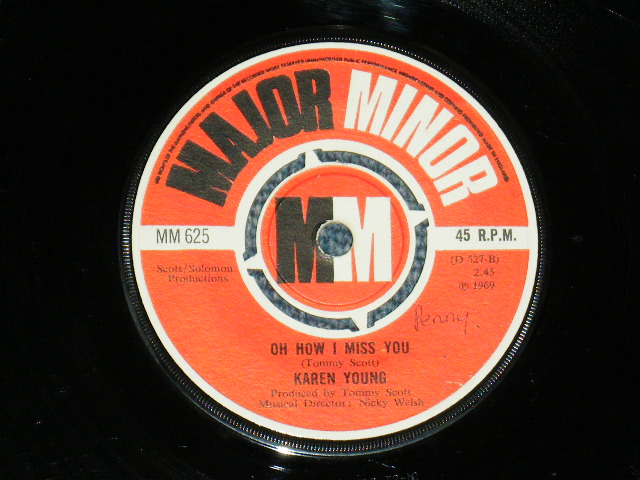 MAJOR MINOR
MM
MM 625
45 R.P.M.
Scott/Solomon
Productions
(D 527-B)
2.45
℗ 1969
Penny.
OH HOW I MISS YOU
(Tommy Scott)
KAREN YOUNG
Produced by Tommy Scott
Musical Director: Nicky Welsh